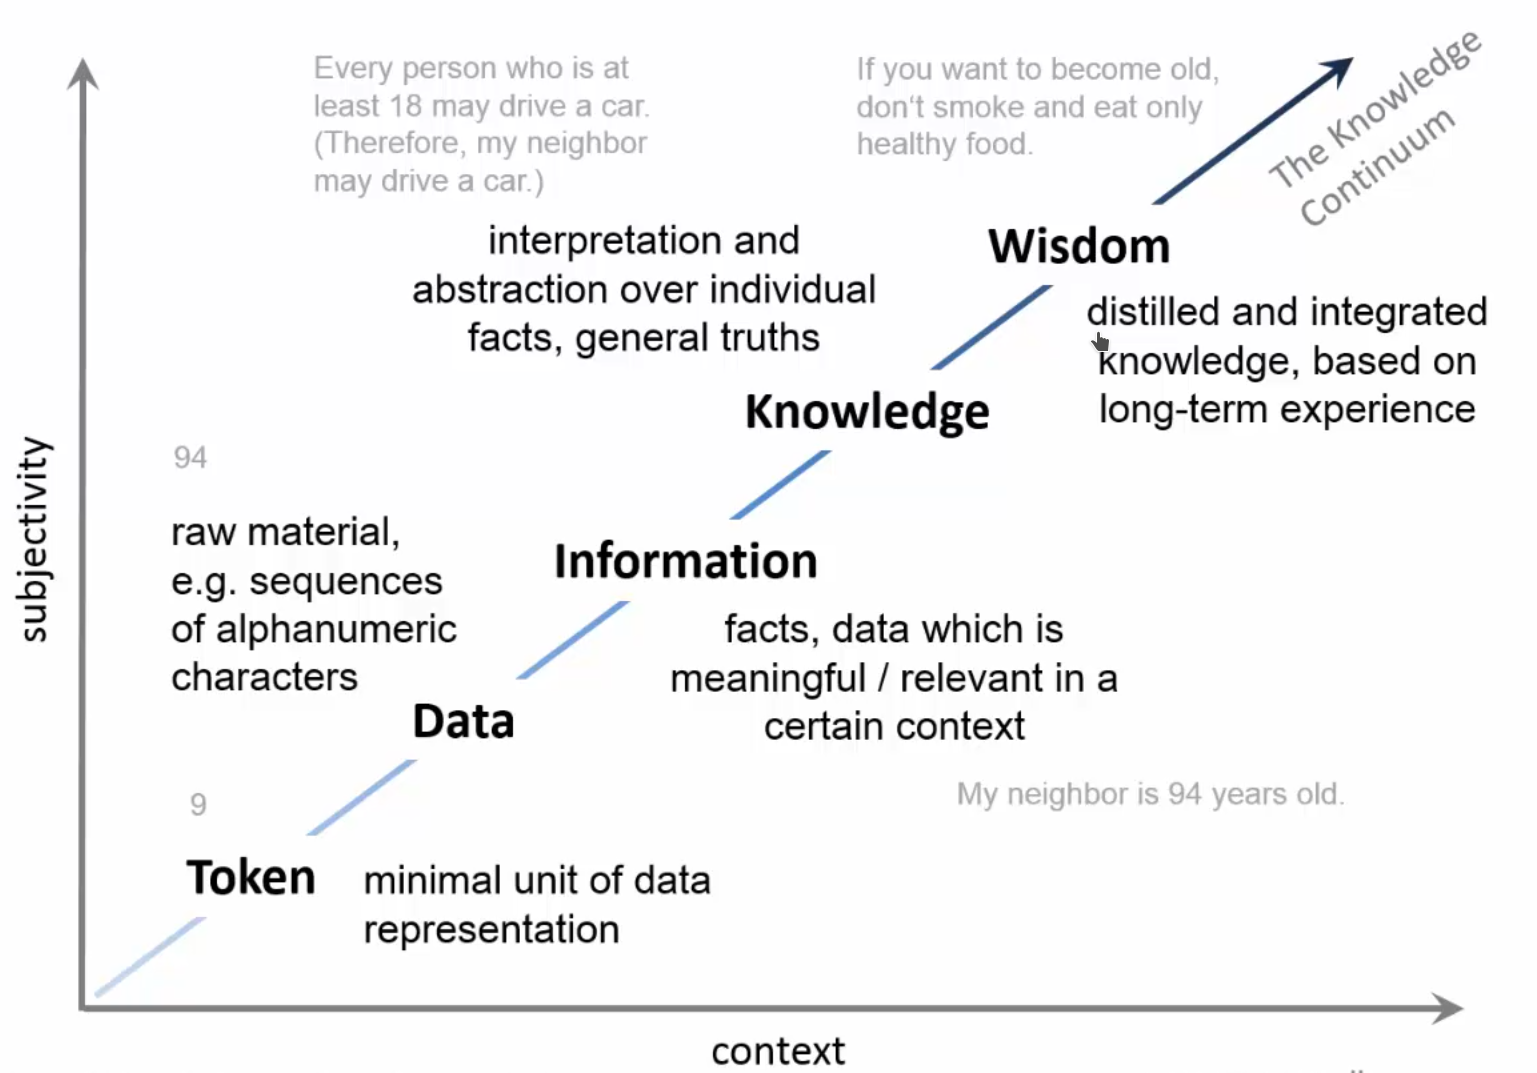 Every person who is at
least 18 may drive a car.
(Therefore, my neighbor
may drive a car.)
If you want to become old,
don't smoke and eat only
healthy food.
The Knowledge
Continuum
interpretation and
abstraction over individual
facts, general truths
Wisdom
distilled and integrated
knowledge, based on
long-term experience
Knowledge
94
raw material,
e.g. sequences
of alphanumeric
characters
Information
facts, data which is
meaningful / relevant in a
certain context
Data
My neighbor is 94 years old.
9
Token
minimal unit of data
representation
subjectivity
context